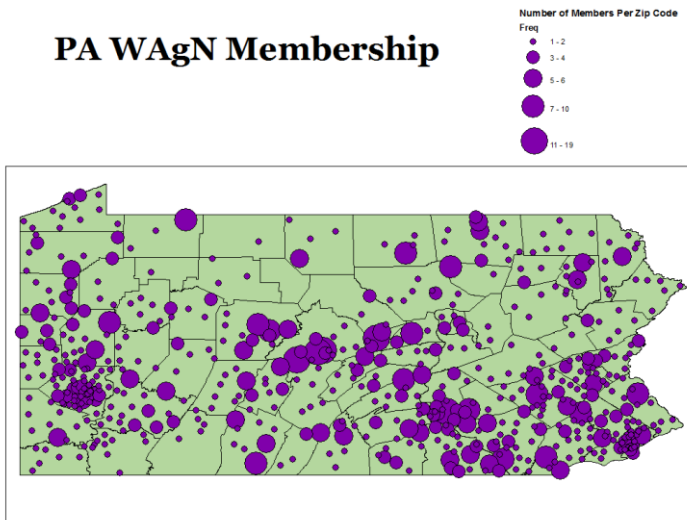 PA WAgN Membership
Number of Members Per Zip Code
Freq
1 - 2
3 - 4
5 - 6
7 - 10
11 - 19